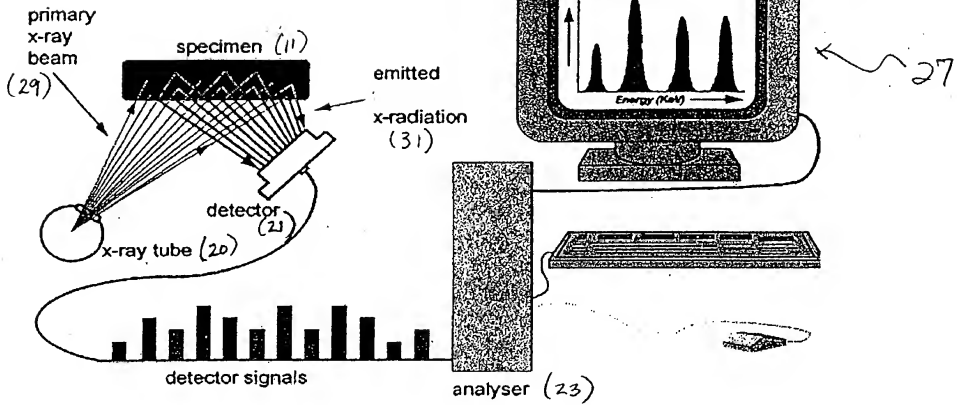 primary
x-ray
beam
(29)
specimen (11)
emitted
x-radiation
(31)
Energy (KeV)
27
detector
(21)
x-ray tube (20)
detector signals
analyser (23)